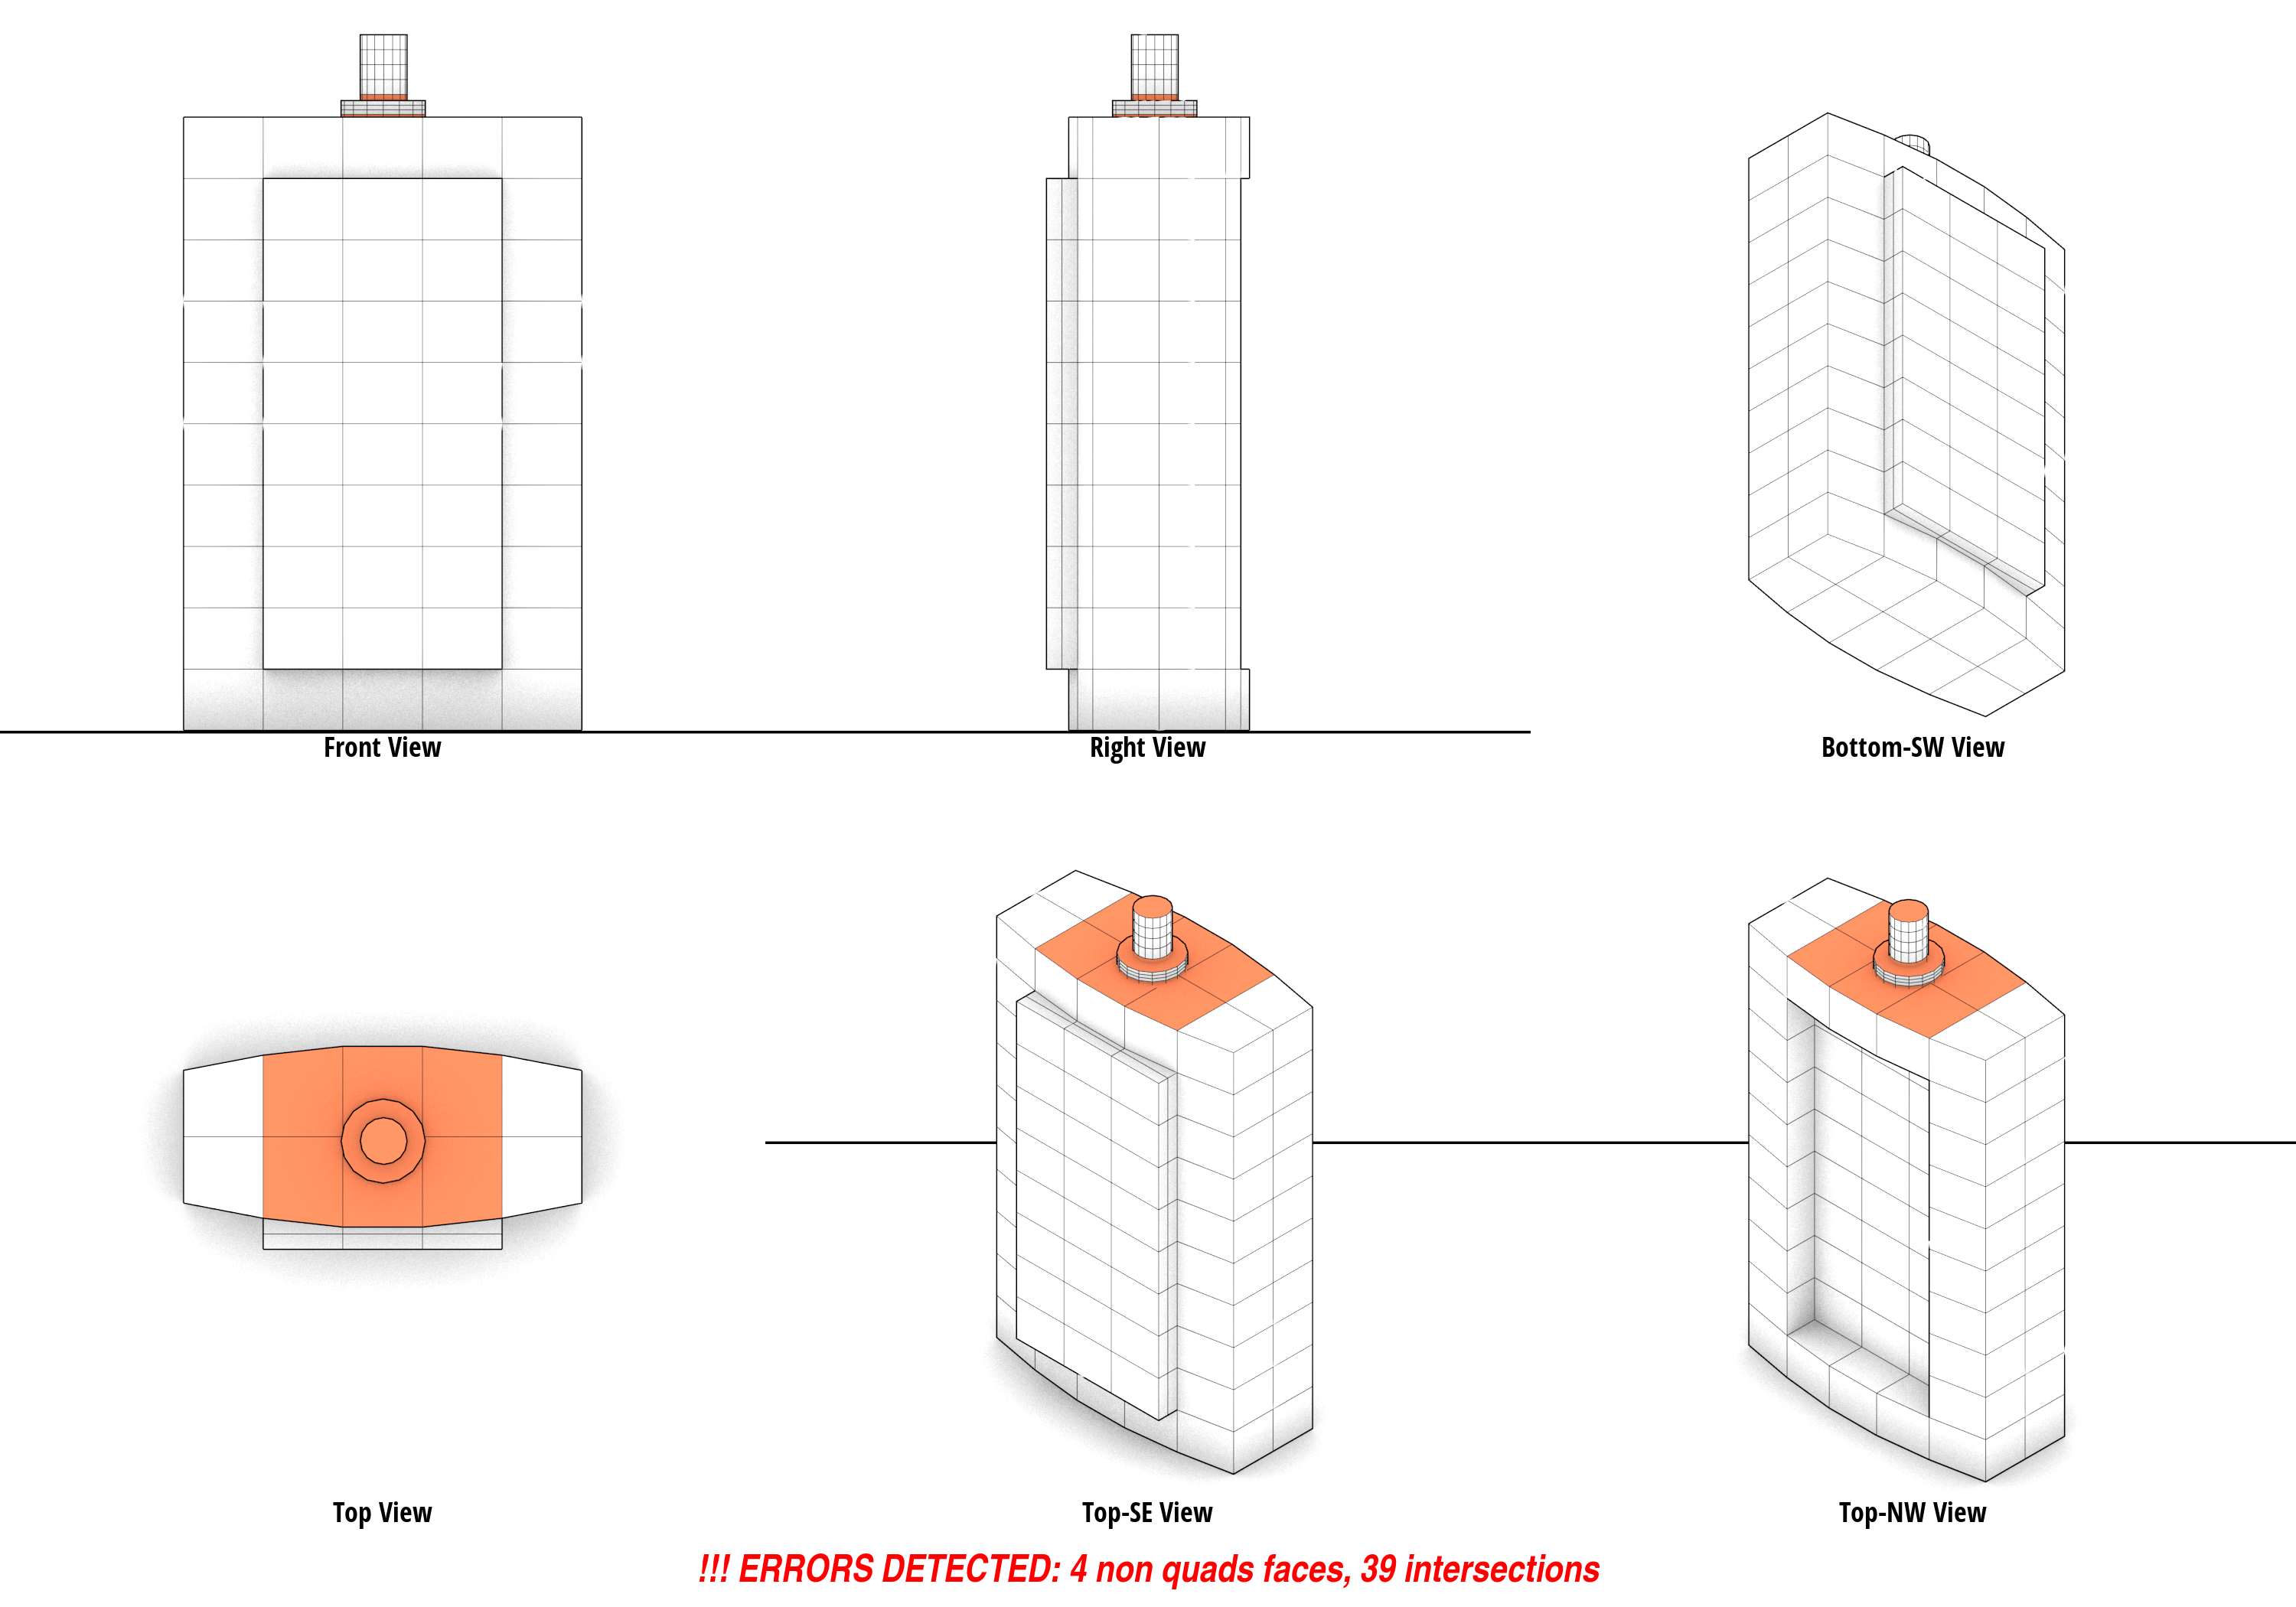 Front View
Right View
Bottom-SW View
Top View
Top-SE View
Top-NW View
!!! ERRORS DETECTED: 4 non quads faces, 39 intersections